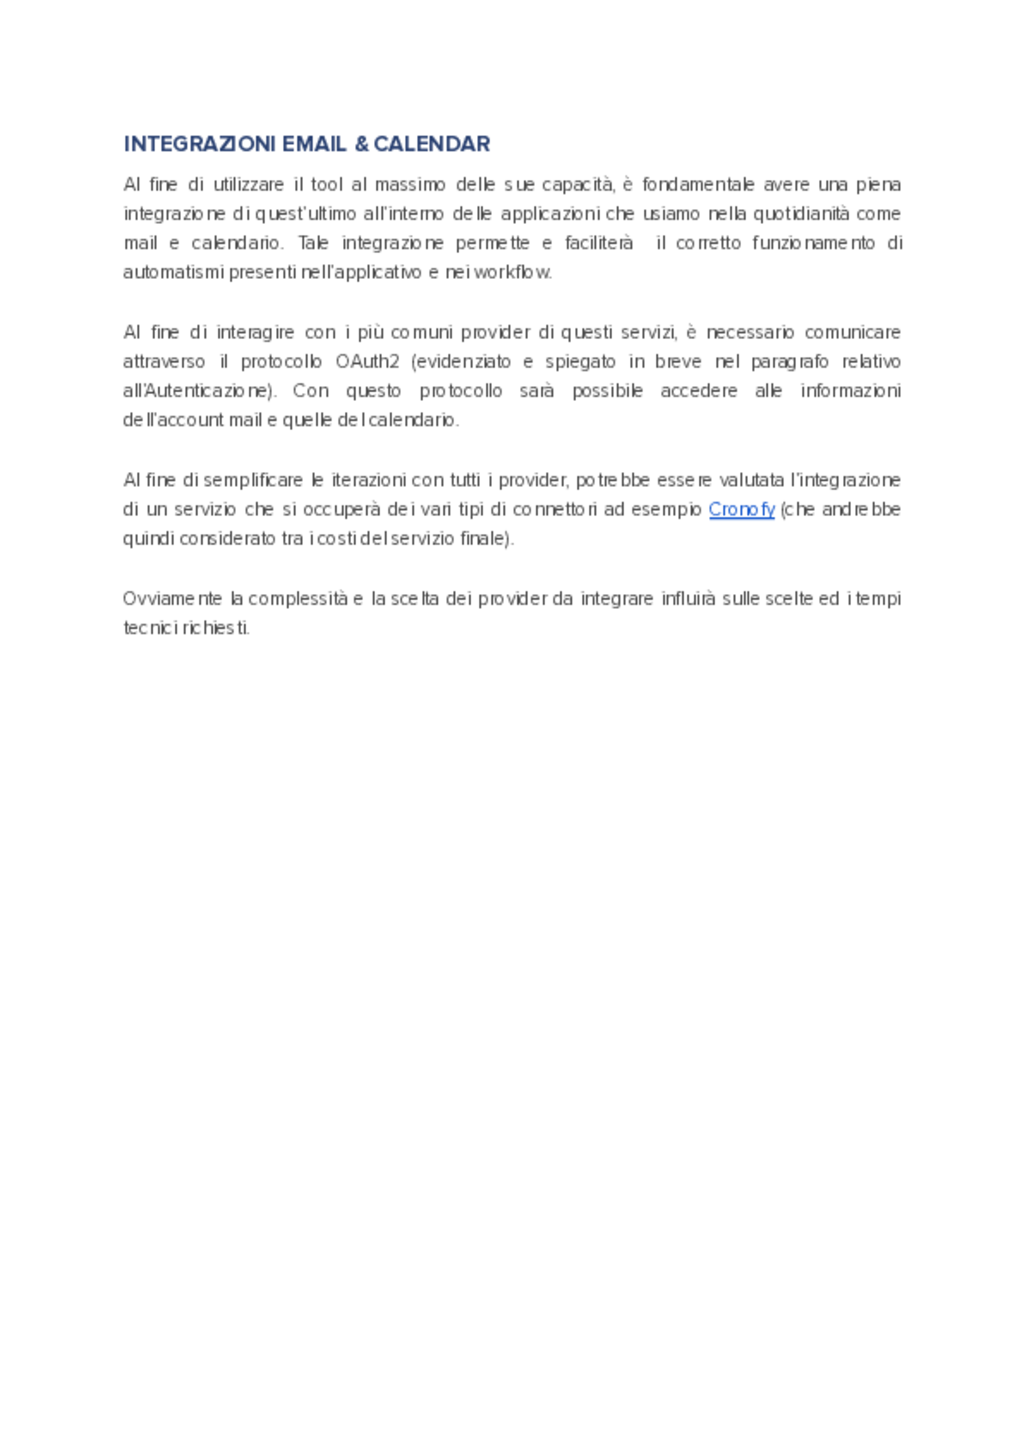 INTEGRAZIONI EMAIL & CALENDAR
Al fine di utilizzare il tool al massimo delle sue capacità, è fondamentale avere una piena
integrazione di quest'ultimo all'interno delle applicazioni che usiamo nella quotidianità come
mail e calendario. Tale integrazione permette e faciliterà il corretto funzionamento di
automatismi presenti nell'applicativo e nei workflow.
Al fine di interagire con i più comuni provider di questi servizi, è necessario comunicare
attraverso il protocollo OAuth2 (evidenziato e spiegato in breve nel paragrafo relativo
all'Autenticazione). Con questo protocollo sarà possibile accedere alle informazioni
dell'account mail e quelle del calendario.
Al fine di semplificare le iterazioni con tutti i provider, potrebbe essere valutata l'integrazione
di un servizio che si occuperà dei vari tipi di connettori ad esempio Cronofy (che andrebbe
quindi considerato tra i costi del servizio finale).
Ovviamente la complessità e la scelta dei provider da integrare influirà sulle scelte ed i tempi
tecnici richiesti.